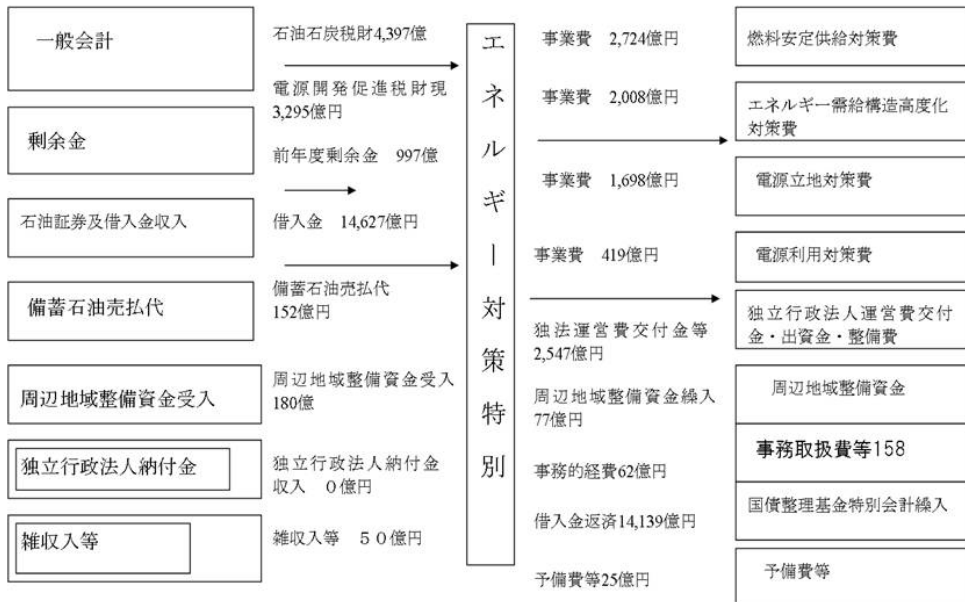 一般会計
石油石炭税財4,397億
電源開発促進税財現
3,295億円
剰余金
前年度剰余金　997億
石油証券及借入金収入
借入金　14,627億円
備蓄石油売払代
備蓄石油売払代
152億円
周辺地域整備資金受入
周辺地域整備資金受入
180億
独立行政法人納付金
独立行政法人納付金
収入　０億円
雑収入等
雑収入等　５０億円
エネルギー対策特別
事業費　2,724億円
燃料安定供給対策費
事業費　2,008億円
エネルギー需給構造高度化
対策費
事業費　1,698億円
電源立地対策費
事業費　419億円
電源利用対策費
独法運営費交付金等
2,547億円
独立行政法人運営費交付
金・出資金・整備費
周辺地域整備資金繰入
77億円
周辺地域整備資金
事務的経費62億円
事務取扱費等158
借入金返済14,139億円
国債整理基金特別会計繰入
予備費等25億円
予備費等